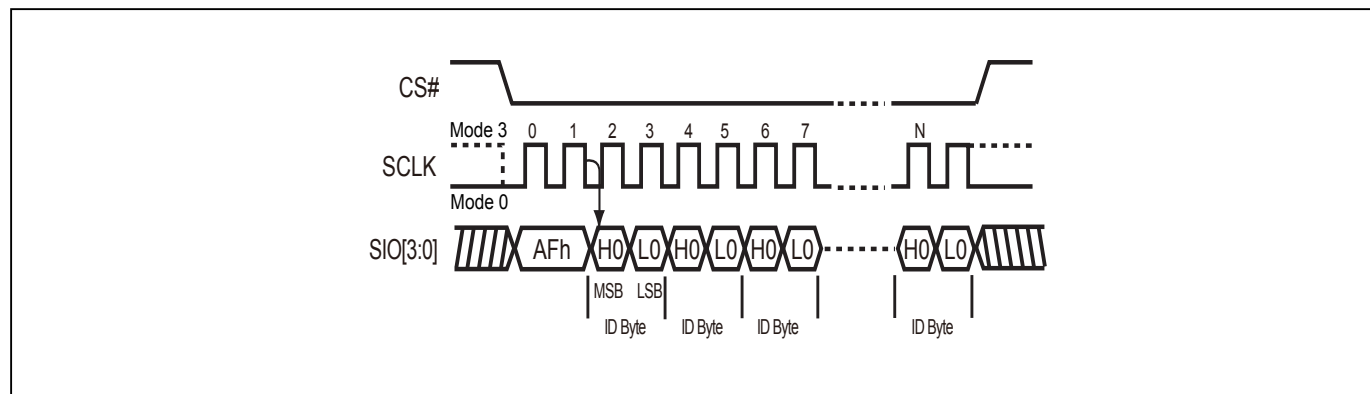 CS#
Mode 3 0 1 2 3 4 5 6 7 N
SCLK
Mode 0
SIO[3:0] AFh H0 L0 H0 L0 H0 L0 H0 L0
MSB LSB
ID Byte ID Byte ID Byte ID Byte